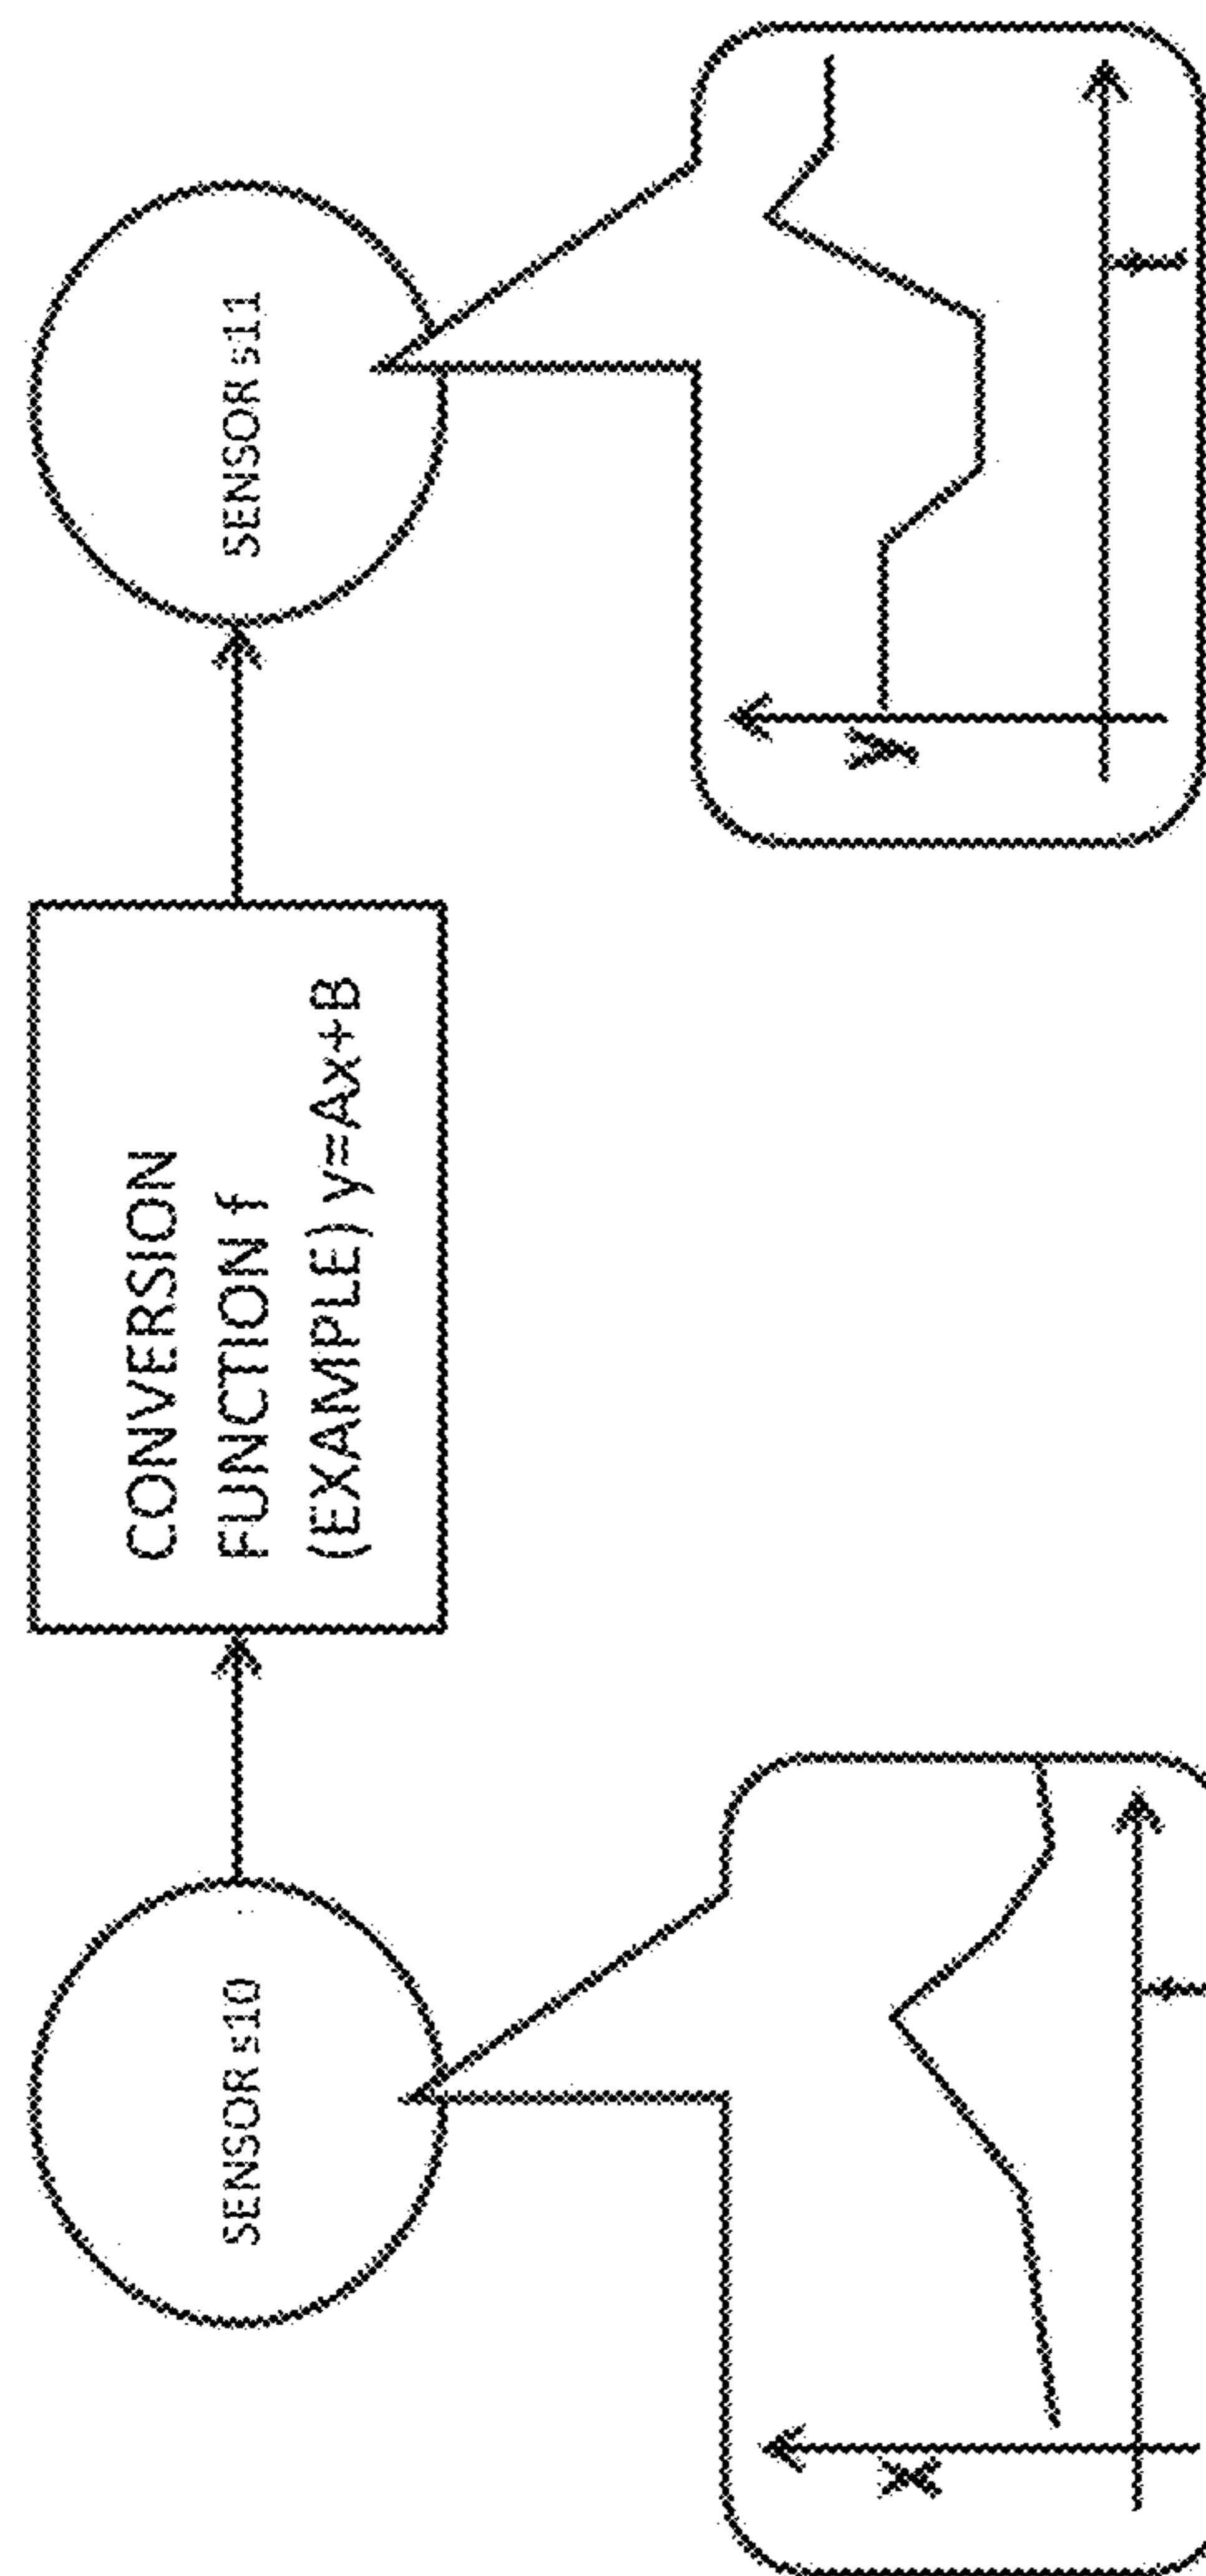 SENSOR s10
CONVERSION
FUNCTION f
(EXAMPLE) y=Ax+B
SENSOR s11
x
t
y
t